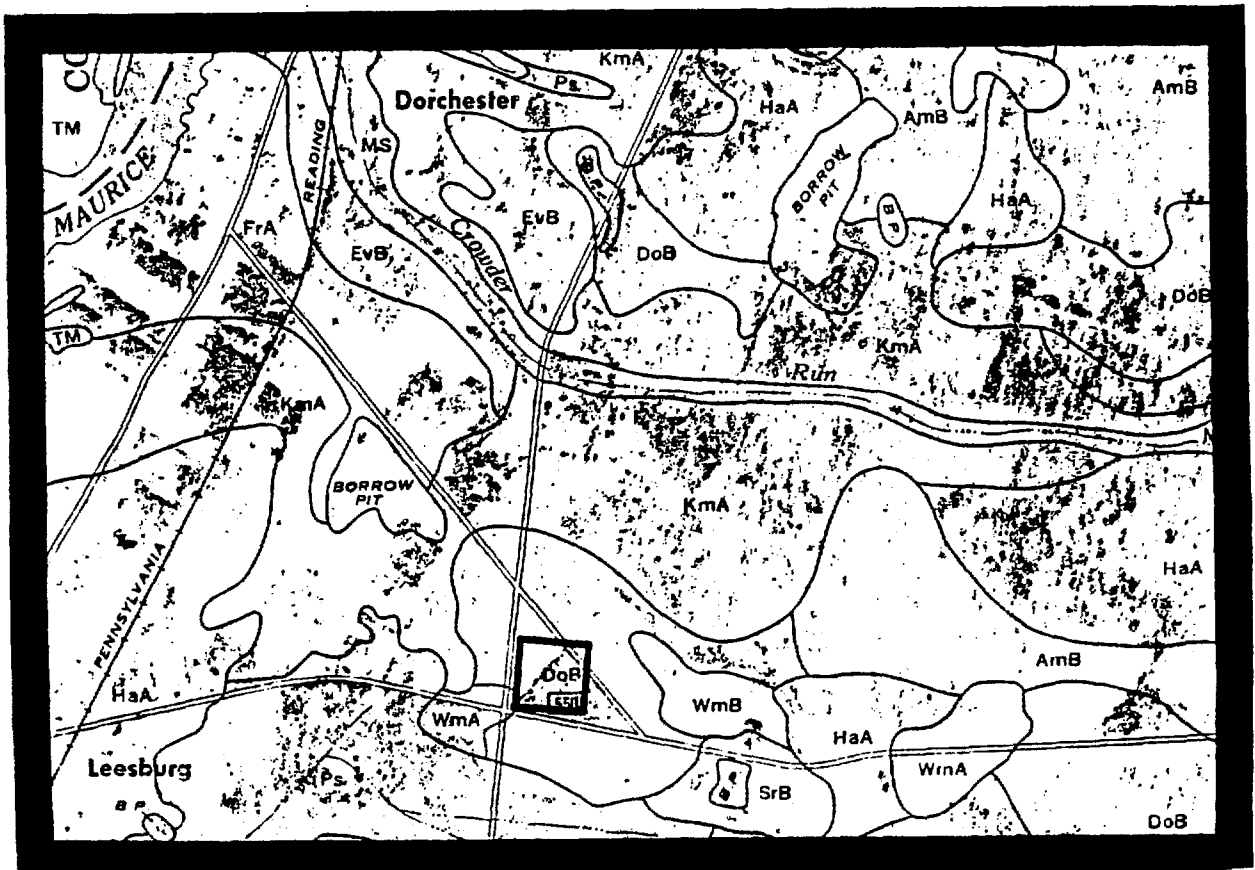 CO
KmA
Ps.
Dorchester
HaA
AmB
AmB
TM
MAURICE
READING
MS
BORROW
PIT
B.P.
HaA
FrA
EvB
EvB
Crowder
DoB
B P
DoB
TM
KmA
Run
KmA
BORROW
PIT
KmA
HaA
PENNSYLVANIA
AmB
HaA
DoB
550
WmA
WmB
HaA
WmA
Leesburg
Ps
SrB
B P
DoB